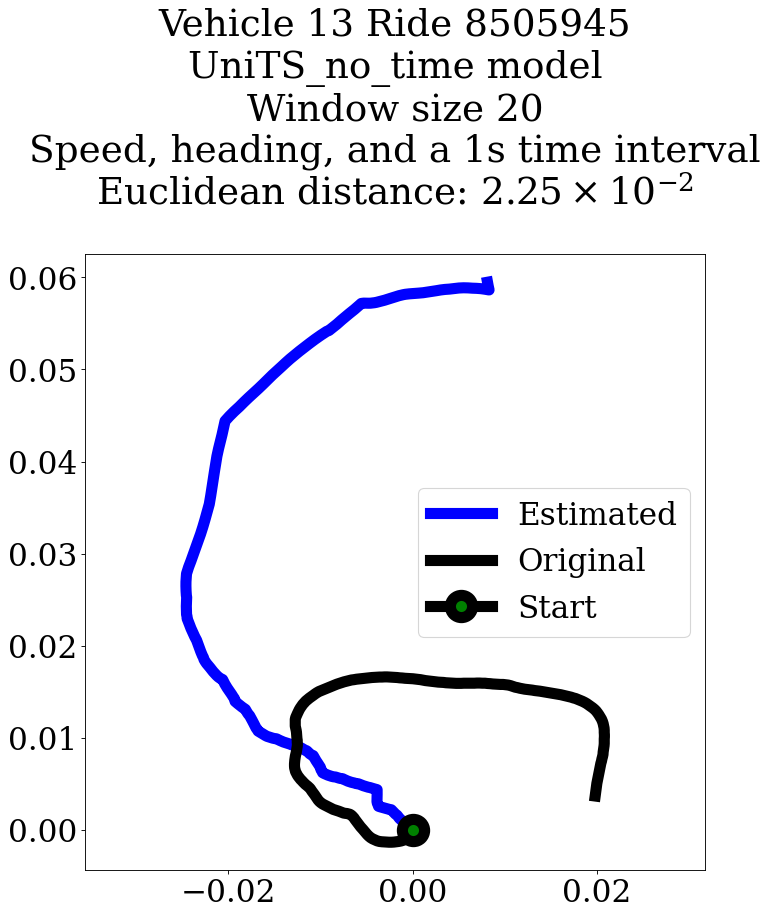 Vehicle 13 Ride 8505945
UniTS_no_time model
Window size 20
Speed, heading, and a 1s time interval
Euclidean distance: 2.25 × 10⁻²
0.06
0.05
0.04
0.03
0.02
0.01
0.00
Estimated
Original
Start
−0.02
0.00
0.02